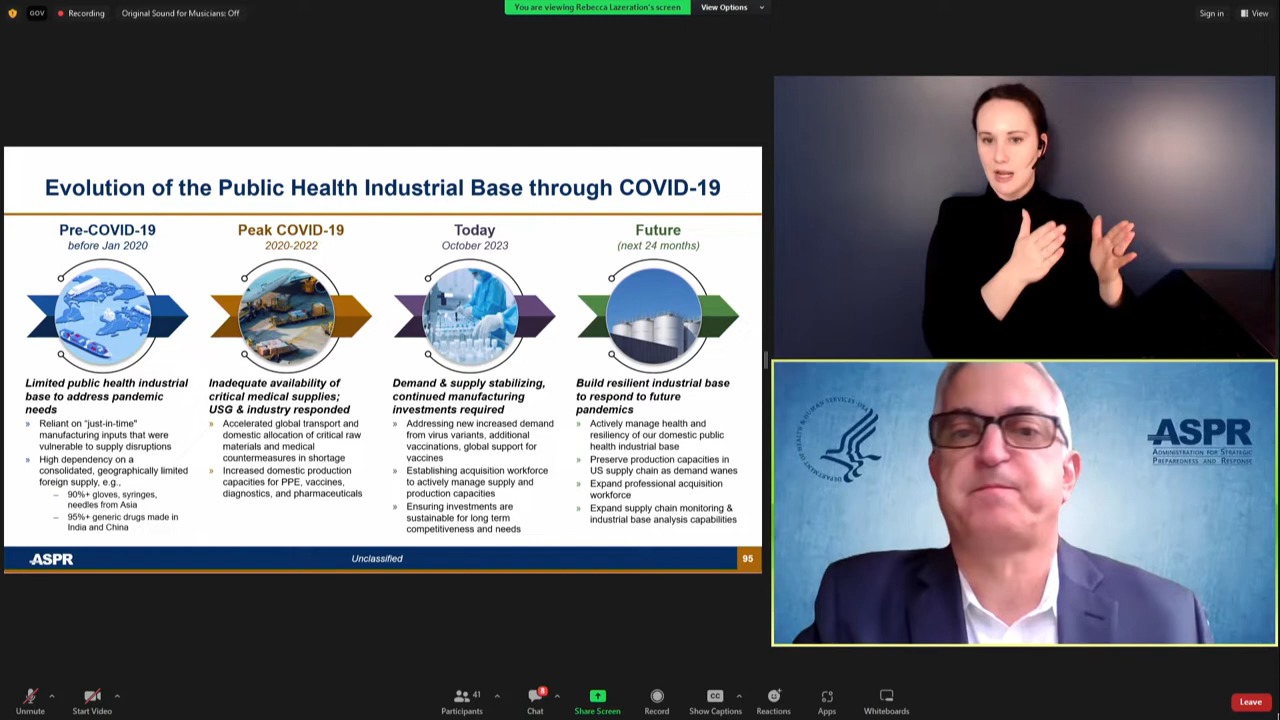 GOV
Recording
Original Sound for Musicians: Off
You are viewing Rebecca Lazeration's screen
View Options
Sign in
View
Evolution of the Public Health Industrial Base through COVID-19
Pre-COVID-19
before Jan 2020
Limited public health industrial
base to address pandemic
needs
» Reliant on "just-in-time"
manufacturing inputs that were
vulnerable to supply disruptions
» High dependency on a
consolidated, geographically limited
foreign supply, e.g.,
– 90%+ gloves, syringes,
needles from Asia
– 95%+ generic drugs made in
India and China
Peak COVID-19
2020-2022
Inadequate availability of
critical medical supplies;
USG & industry responded
» Accelerated global transport and
domestic allocation of critical raw
materials and medical
countermeasures in shortage
» Increased domestic production
capacities for PPE, vaccines,
diagnostics, and pharmaceuticals
Today
October 2023
Demand & supply stabilizing,
continued manufacturing
investments required
» Addressing new increased demand
from virus variants, additional
vaccinations, global support for
vaccines
» Establishing acquisition workforce
to actively manage supply and
production capacities
» Ensuring investments are
sustainable for long term
competitiveness and needs
Future
(next 24 months)
Build resilient industrial base
to respond to future
pandemics
» Actively manage health and
resiliency of our domestic public
health industrial base
» Preserve production capacities in
US supply chain as demand wanes
» Expand professional acquisition
workforce
» Expand supply chain monitoring &
industrial base analysis capabilities
ASPR
Unclassified
95
DEPARTMENT OF HEALTH & HUMAN SERVICES • USA
ASPR
Administration for Strategic
Preparedness and Response
Unmute
Start Video
Participants
41
Chat
8
Share Screen
Record
CC
Show Captions
Reactions
Apps
Whiteboards
Leave